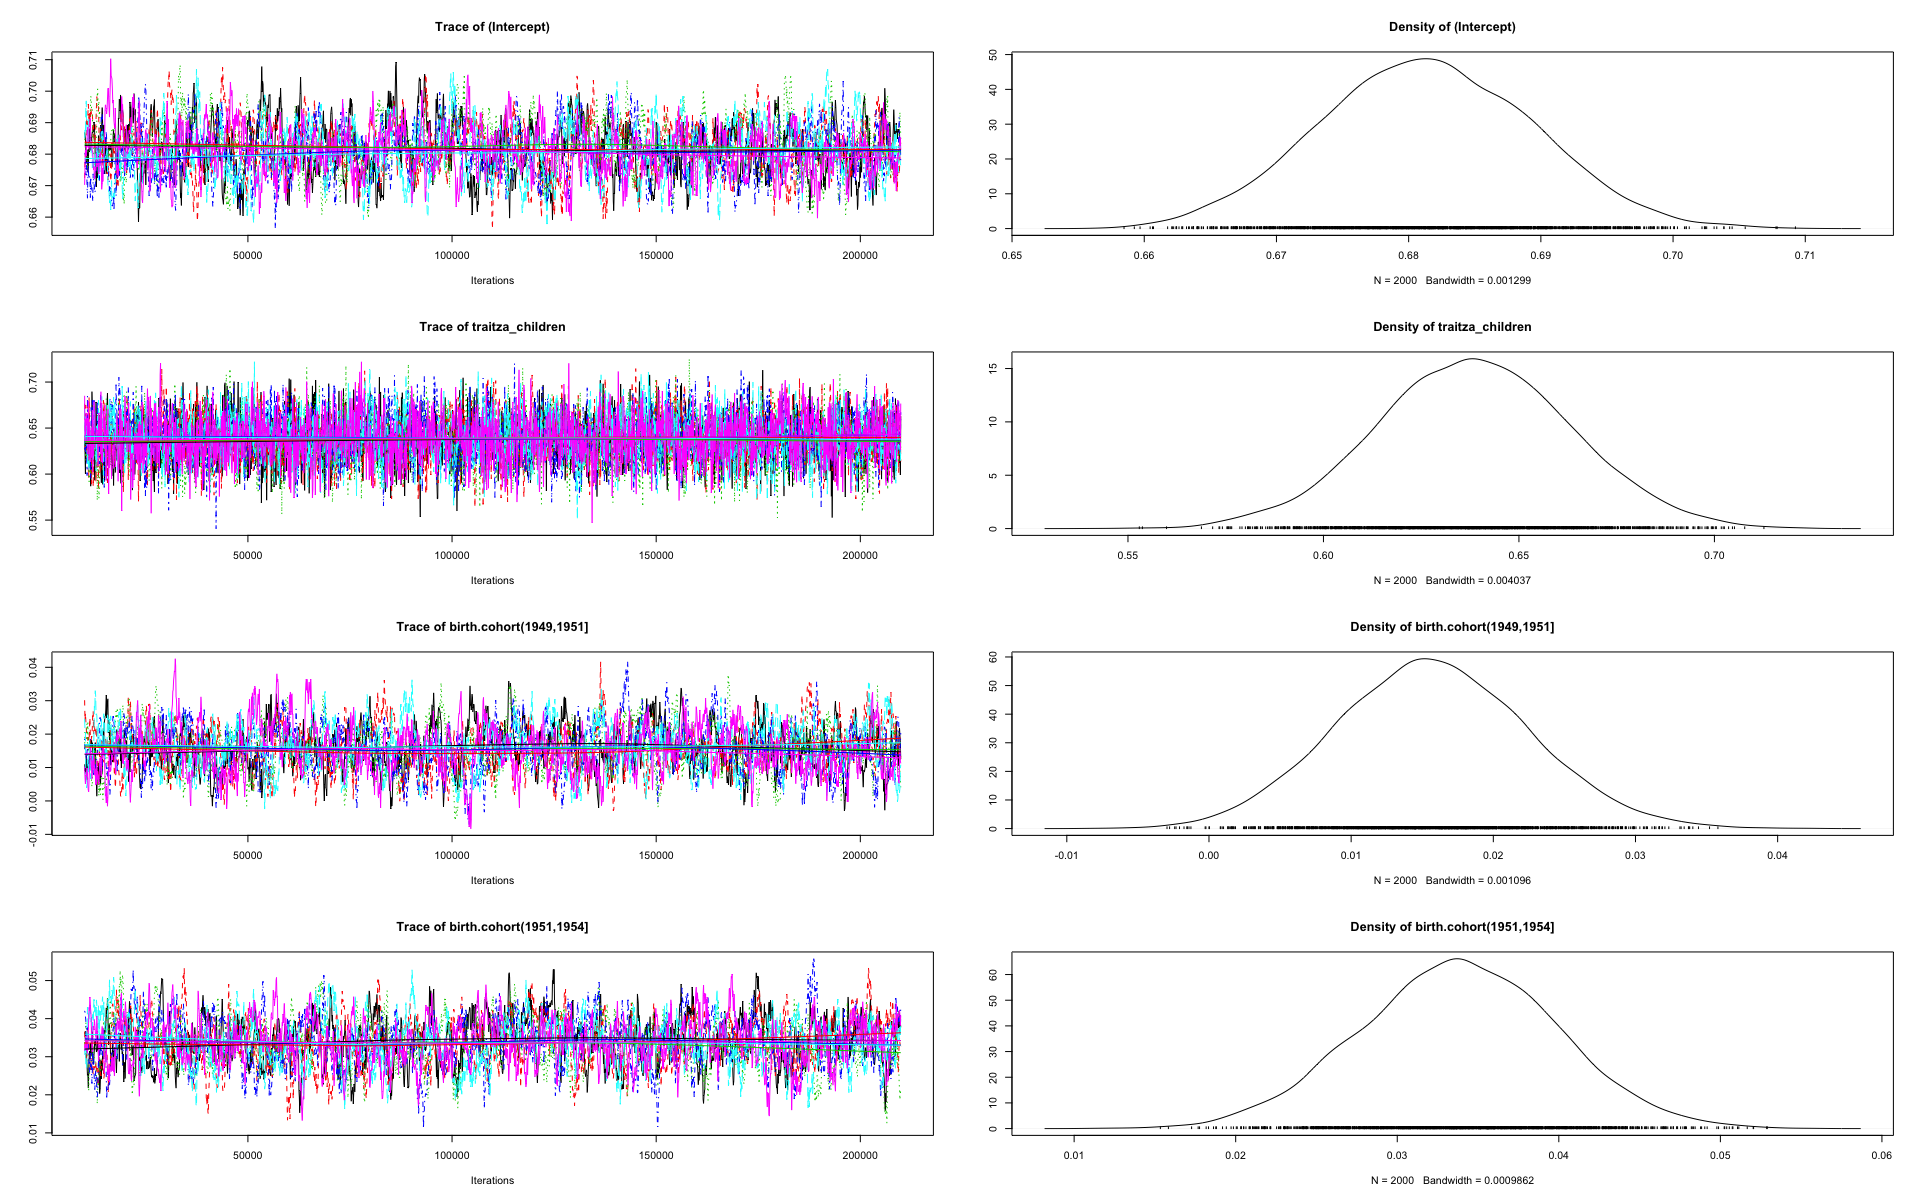 Trace of (Intercept)
0.66 0.67 0.68 0.69 0.70 0.71
50000 100000 150000 200000
Iterations
Density of (Intercept)
0 10 20 30 40 50
0.65 0.66 0.67 0.68 0.69 0.70 0.71
N = 2000 Bandwidth = 0.001299
Trace of traitza_children
0.55 0.60 0.65 0.70
50000 100000 150000 200000
Iterations
Density of traitza_children
0 5 10 15
0.55 0.60 0.65 0.70
N = 2000 Bandwidth = 0.004037
Trace of birth.cohort(1949,1951]
-0.01 0.00 0.01 0.02 0.03 0.04
50000 100000 150000 200000
Iterations
Density of birth.cohort(1949,1951]
0 10 20 30 40 50 60
-0.01 0.00 0.01 0.02 0.03 0.04
N = 2000 Bandwidth = 0.001096
Trace of birth.cohort(1951,1954]
0.01 0.02 0.03 0.04 0.05
50000 100000 150000 200000
Iterations
Density of birth.cohort(1951,1954]
0 10 20 30 40 50 60
0.01 0.02 0.03 0.04 0.05 0.06
N = 2000 Bandwidth = 0.0009862